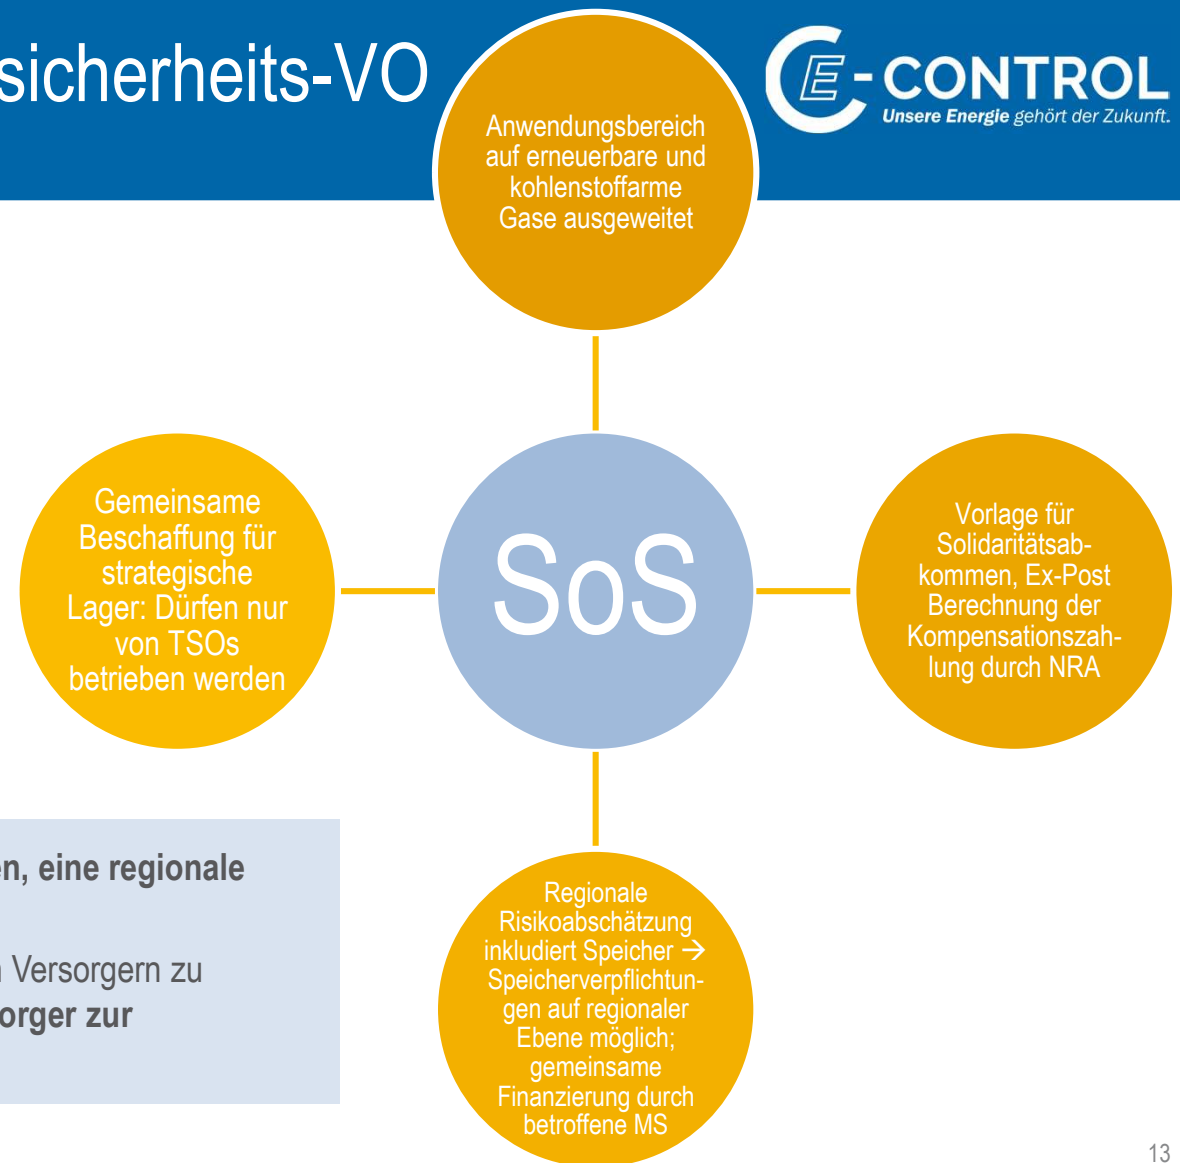 sicherheits-VO
E-CONTROL
Unsere Energie gehört der Zukunft.
Anwendungsbereich
auf erneuerbare und
kohlenstoffarme
Gase ausgeweitet
Gemeinsame
Beschaffung für
strategische
Lager: Dürfen nur
von TSOs
betrieben werden
SoS
Vorlage für
Solidaritätsab-
kommen, Ex-Post
Berechnung der
Kompensationszah-
lung durch NRA
en, eine regionale
n Versorgern zu
orger zur
Regionale
Risikoabschätzung
inkludiert Speicher →
Speicherverpflichtun-
gen auf regionaler
Ebene möglich;
gemeinsame
Finanzierung durch
betroffene MS
13